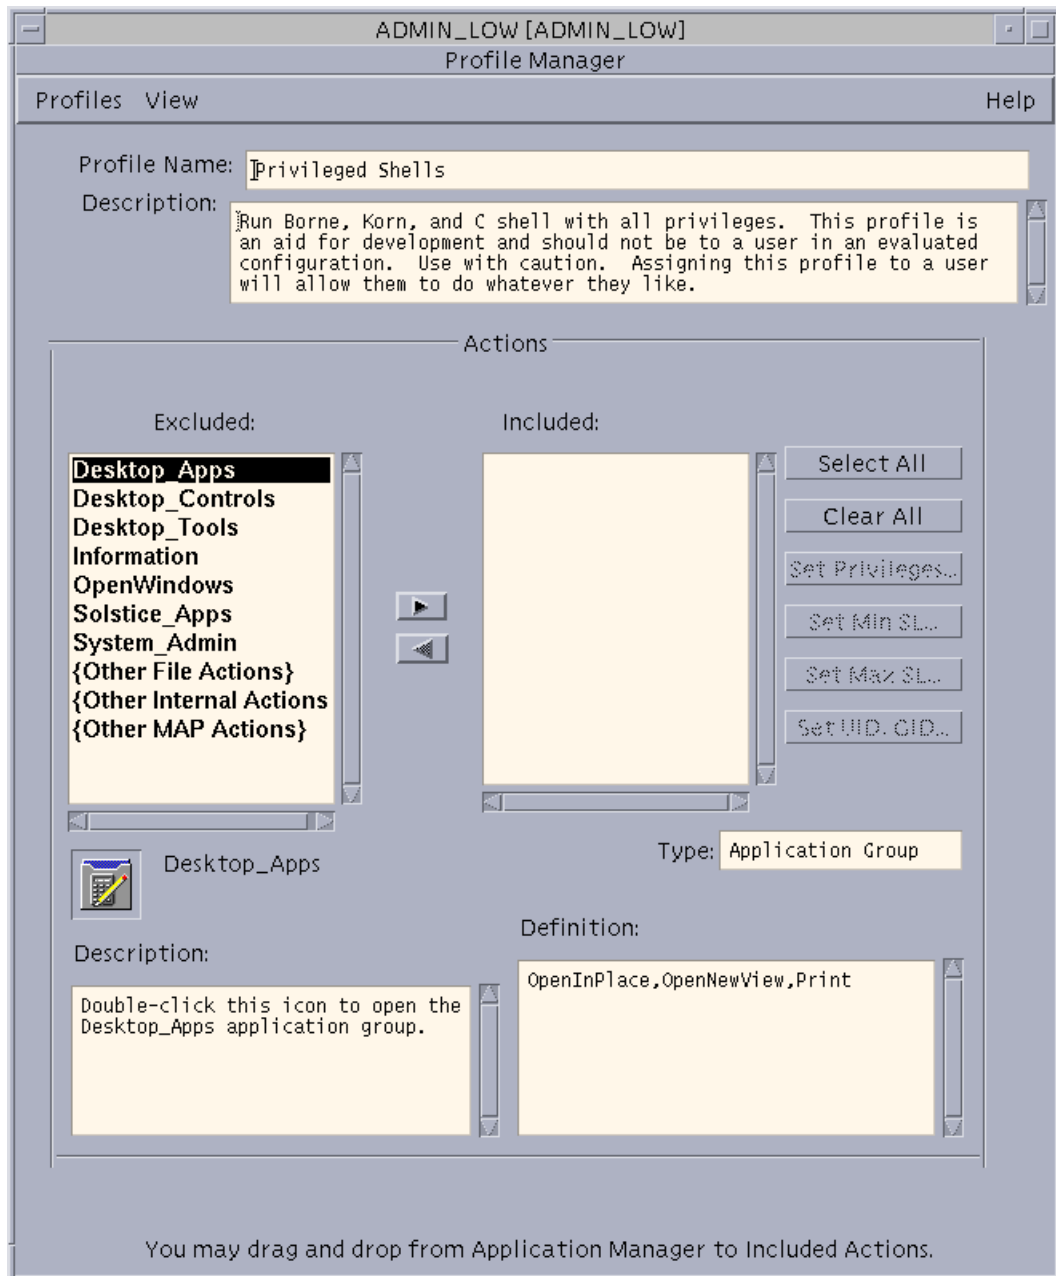 ADMIN_LOW [ADMIN_LOW]
Profile Manager
Profiles View Help
Profile Name: Privileged Shells
Description:
Run Borne, Korn, and C shell with all privileges. This profile is
an aid for development and should not be to a user in an evaluated
configuration. Use with caution. Assigning this profile to a user
will allow them to do whatever they like.
Actions
Excluded:
Desktop_Apps
Desktop_Controls
Desktop_Tools
Information
OpenWindows
Solstice_Apps
System_Admin
{Other File Actions}
{Other Internal Actions
{Other MAP Actions}
Included:
Select All
Clear All
Set Privileges...
Set Min SL...
Set Max SL...
Set UID, GID...
Desktop_Apps
Type: Application Group
Description:
Double-click this icon to open the
Desktop_Apps application group.
Definition:
OpenInPlace,OpenNewView,Print
You may drag and drop from Application Manager to Included Actions.